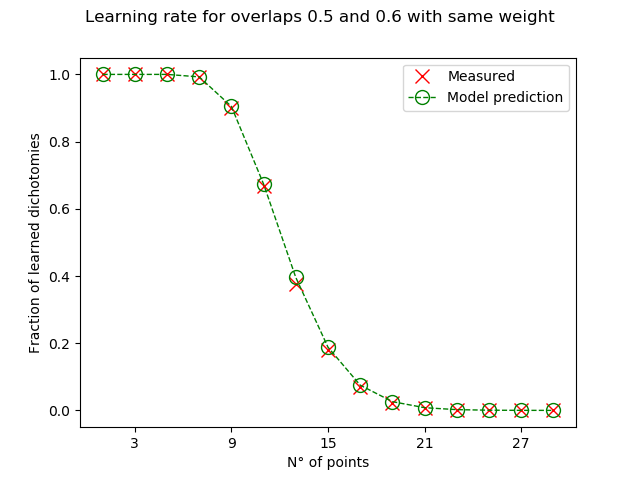 Learning rate for overlaps 0.5 and 0.6 with same weight
Measured
Model prediction
Fraction of learned dichotomies
1.0
0.8
0.6
0.4
0.2
0.0
3 9 15 21 27
N° of points